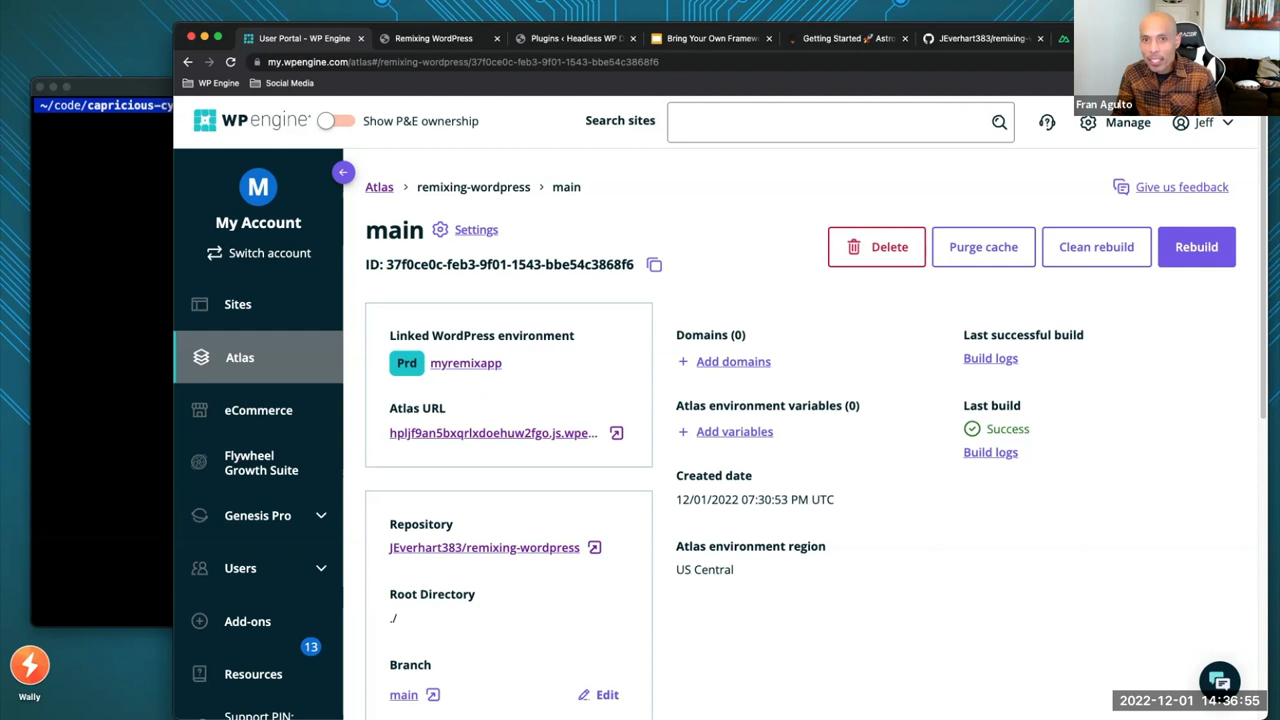 User Portal - WP Engine
Remixing WordPress
Plugins ‹ Headless WP D
Bring Your Own Framew
Getting Started 🚀 Astro
JEverhart383/remixing-w
my.wpengine.com/atlas#/remixing-wordpress/37f0ce0c-feb3-9f01-1543-bbe54c3868f6
WP Engine
Social Media
~/code/capricious-cy
Fran Agulto
WP engine
Show P&E ownership
Search sites
Manage
Jeff
M
My Account
Switch account
Sites
Atlas
eCommerce
Flywheel
Growth Suite
Genesis Pro
Users
Add-ons
13
Resources
Support PIN:
Atlas › remixing-wordpress › main
Give us feedback
main
Settings
Delete
Purge cache
Clean rebuild
Rebuild
ID: 37f0ce0c-feb3-9f01-1543-bbe54c3868f6
Linked WordPress environment
Prd myremixapp
Atlas URL
hpljf9an5bxqrlxdoehuw2fgo.js.wpe...
Domains (0)
+ Add domains
Atlas environment variables (0)
+ Add variables
Created date
12/01/2022 07:30:53 PM UTC
Atlas environment region
US Central
Last successful build
Build logs
Last build
Success
Build logs
Repository
JEverhart383/remixing-wordpress
Root Directory
./
Branch
main
Edit
Wally
2022-12-01 14:36:55